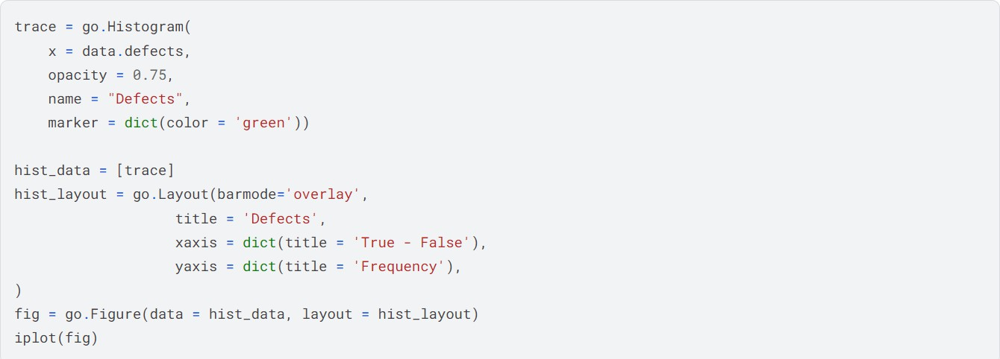 trace = go.Histogram(
    x = data.defects,
    opacity = 0.75,
    name = "Defects",
    marker = dict(color = 'green'))

hist_data = [trace]
hist_layout = go.Layout(barmode='overlay',
                   title = 'Defects',
                   xaxis = dict(title = 'True - False'),
                   yaxis = dict(title = 'Frequency'),
)
fig = go.Figure(data = hist_data, layout = hist_layout)
iplot(fig)